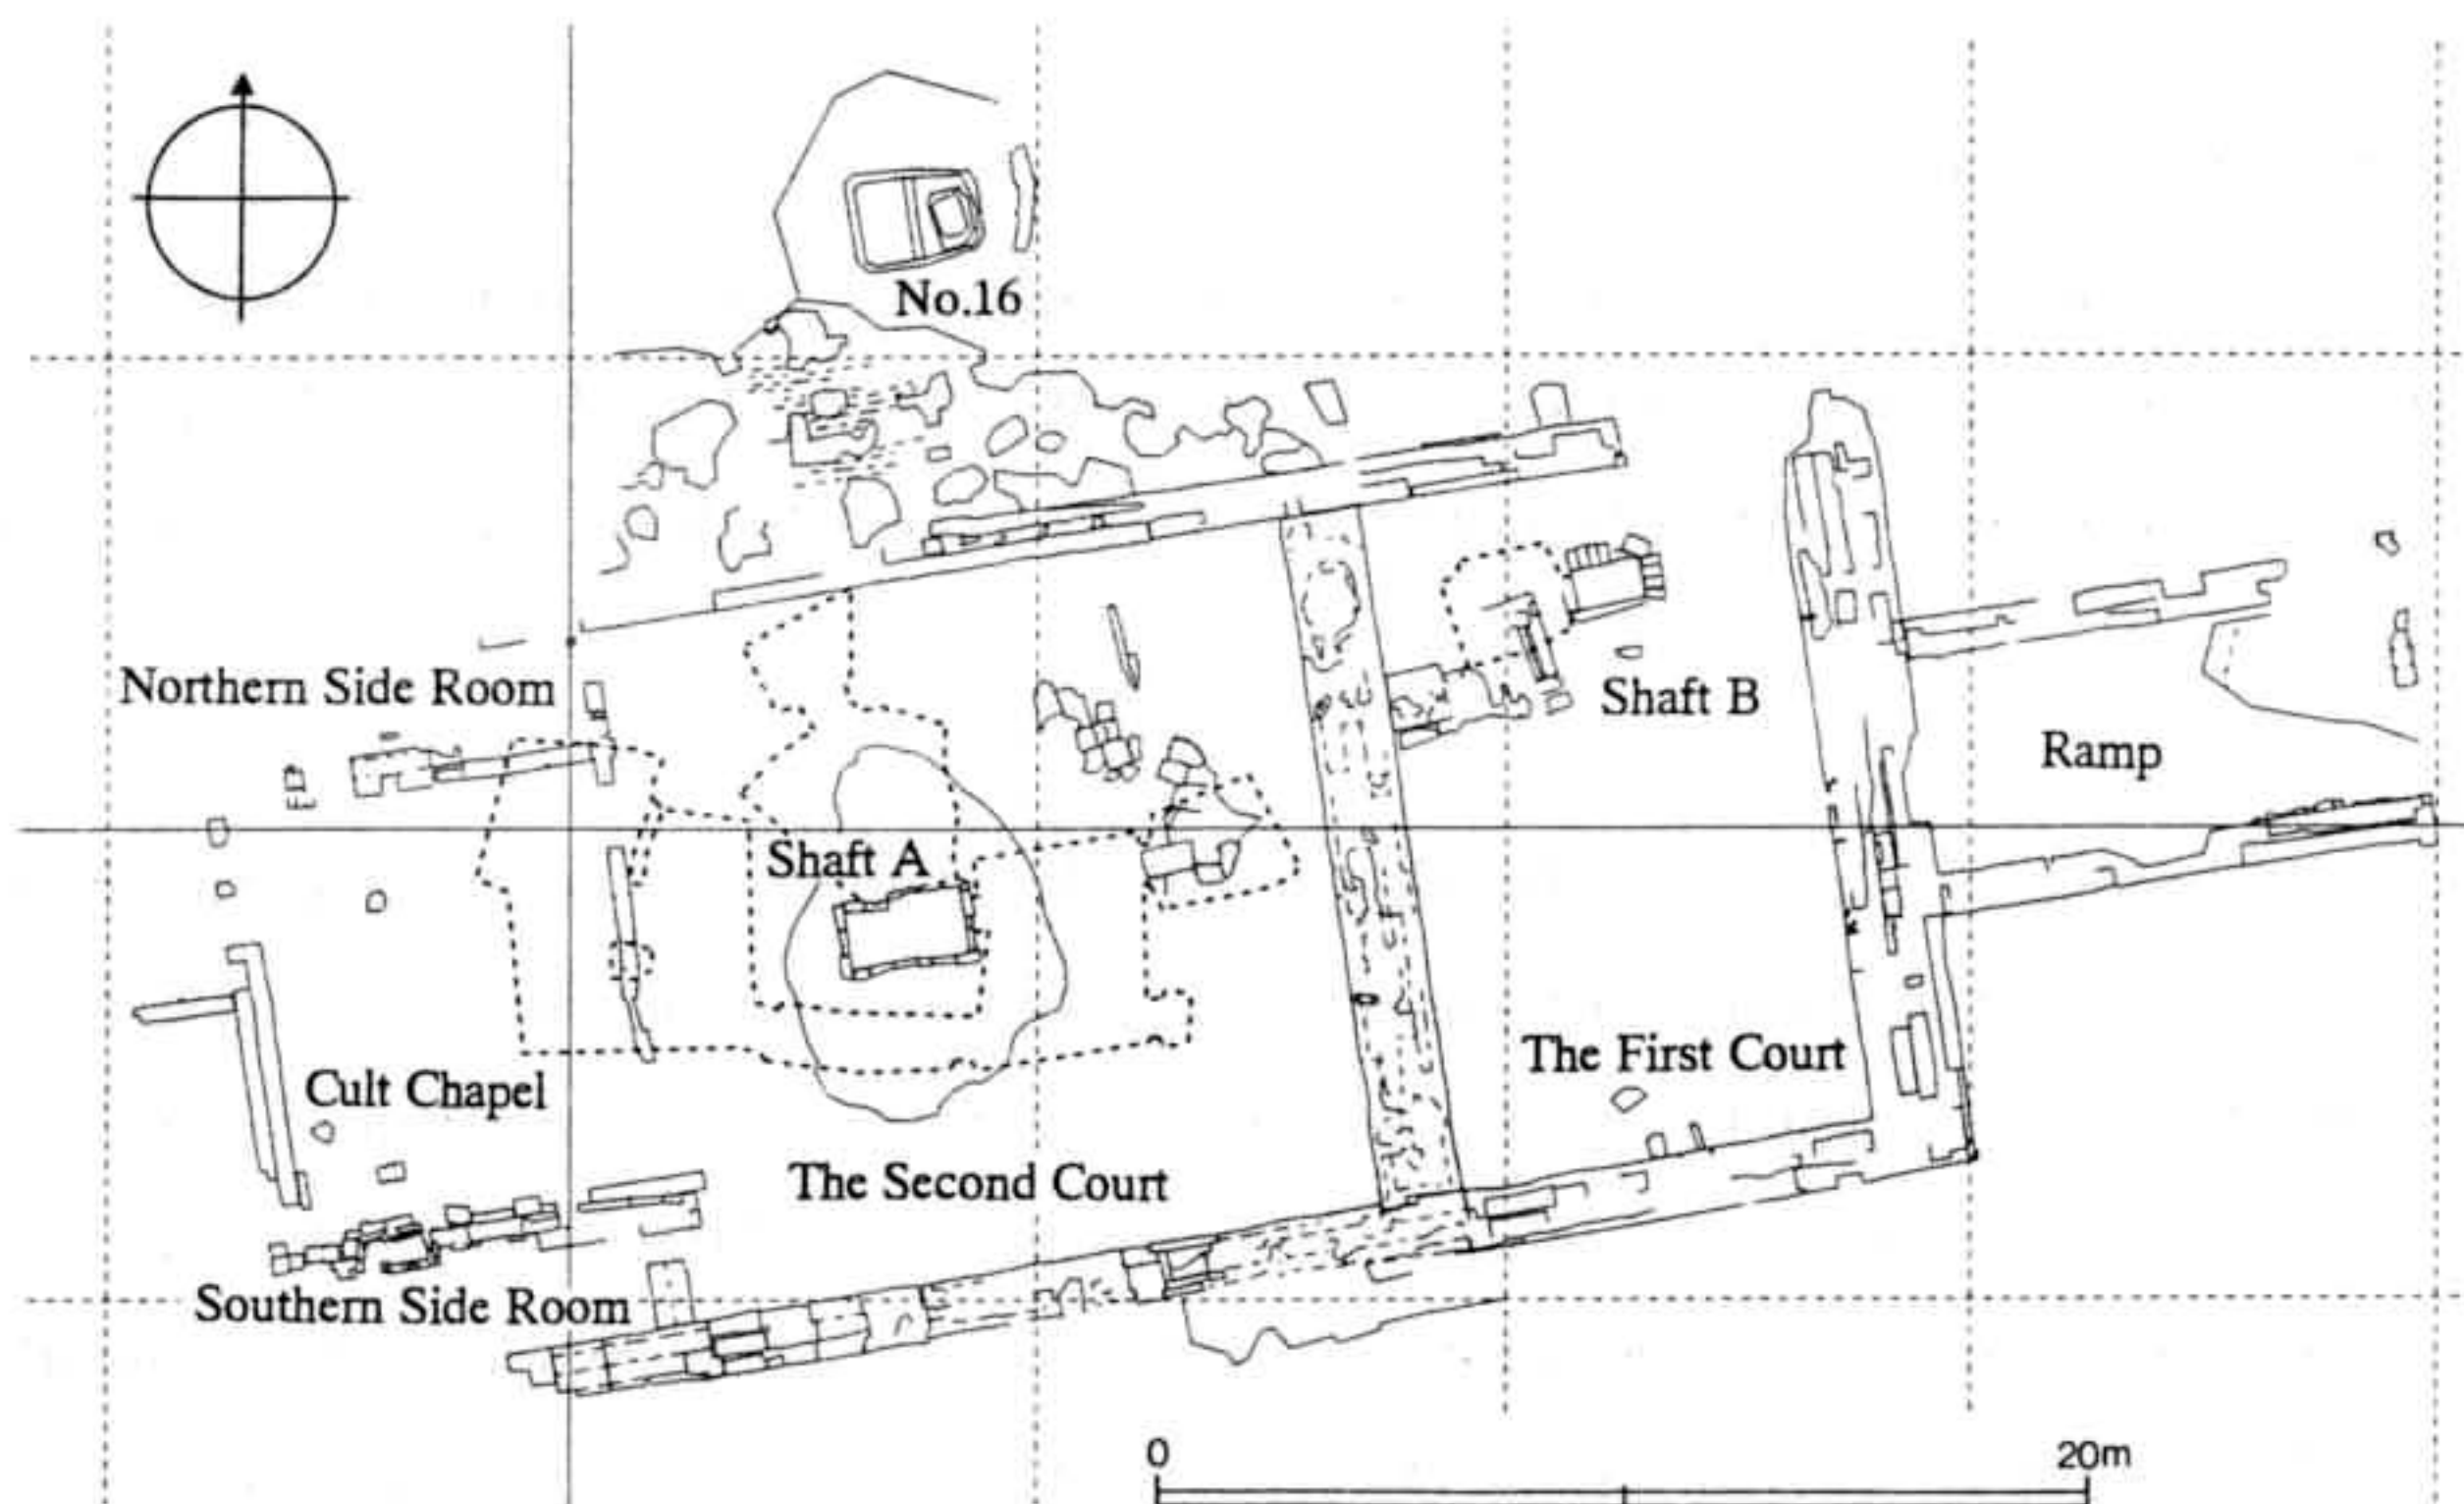 No.16
Northern Side Room
Shaft B
Ramp
Shaft A
The First Court
Cult Chapel
The Second Court
Southern Side Room
0 20m